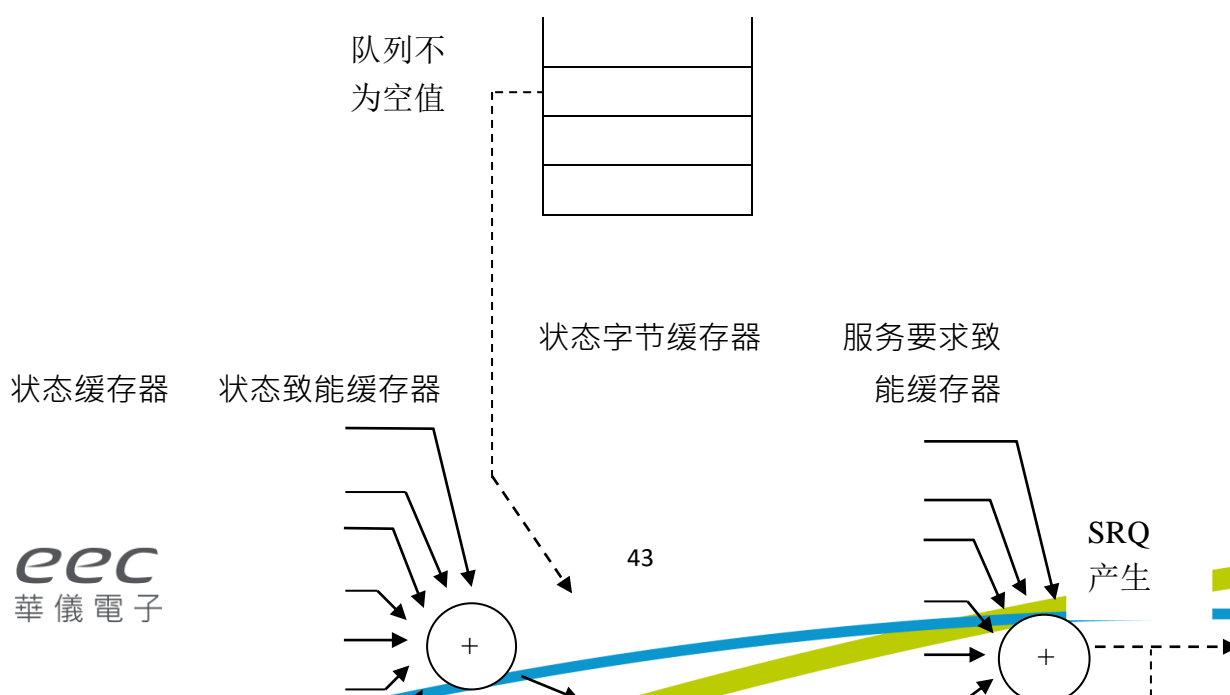 队列不
为空值
状态字节缓存器
服务要求致
能缓存器
状态缓存器
状态致能缓存器
SRQ
产生
43
eec
華儀電子
+
+